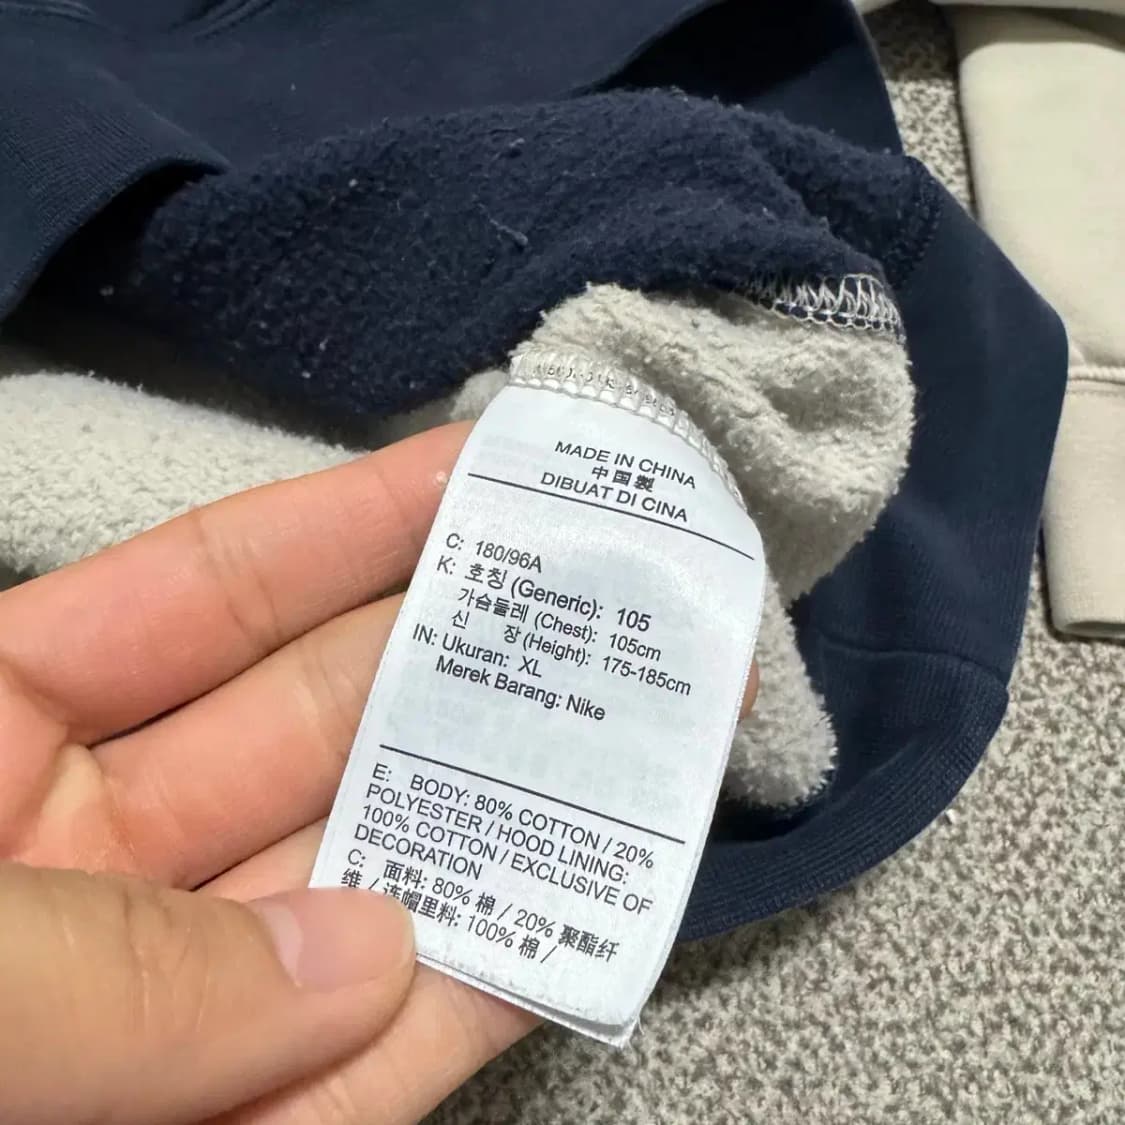 MADE IN CHINA
中国製
DIBUAT DI CINA
C: 180/96A
K: 호칭 (Generic): 105
가슴둘레 (Chest): 105cm
신 장 (Height): 175-185cm
IN: Ukuran: XL
Merek Barang: Nike
E: BODY: 80% COTTON / 20%
POLYESTER / HOOD LINING:
100% COTTON / EXCLUSIVE OF
DECORATION
C: 面料: 80% 棉 / 20% 聚酯纤
维 / 连帽里料: 100% 棉 /